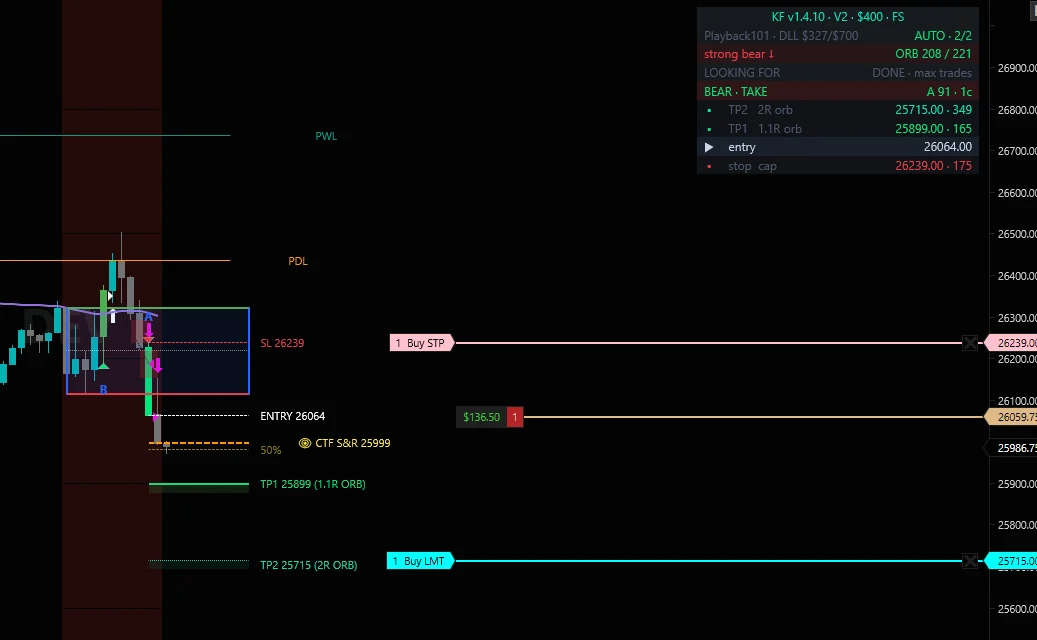 KF v1.4.10 · V2 · $400 · FS
Playback101 · DLL $327/$700 AUTO · 2/2
strong bear ↓ ORB 208 / 221
LOOKING FOR DONE · max trades
BEAR · TAKE A 91 · 1c
TP2 2R orb 25715.00 · 349
TP1 1.1R orb 25899.00 · 165
entry 26064.00
stop cap 26239.00 · 175
26900.00
26800.00
26700.00
26600.00
26500.00
26400.00
26300.00
26239.00
26200.00
26100.00
26059.75
25986.75
25900.00
25800.00
25715.00
25600.00
PWL
PDL
A
SL 26239
1 Buy STP
B
ENTRY 26064
$136.50 1
CTF S&R 25999
50%
TP1 25899 (1.1R ORB)
TP2 25715 (2R ORB)
1 Buy LMT